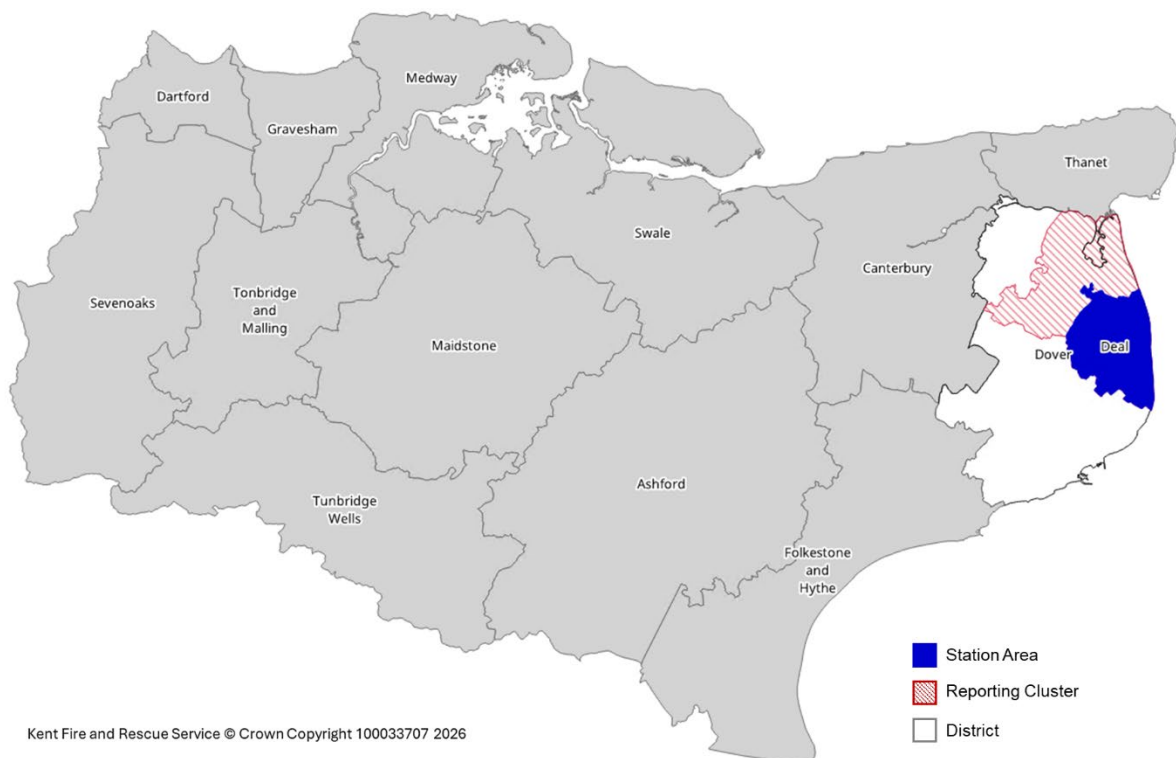 Medway
Dartford
Gravesham
Thanet
Swale
Canterbury
Sevenoaks
Tonbridge
and
Malling
Maidstone
Dover
Deal
Ashford
Tunbridge
Wells
Folkestone
and
Hythe
Station Area
Reporting Cluster
District
Kent Fire and Rescue Service © Crown Copyright 100033707 2026